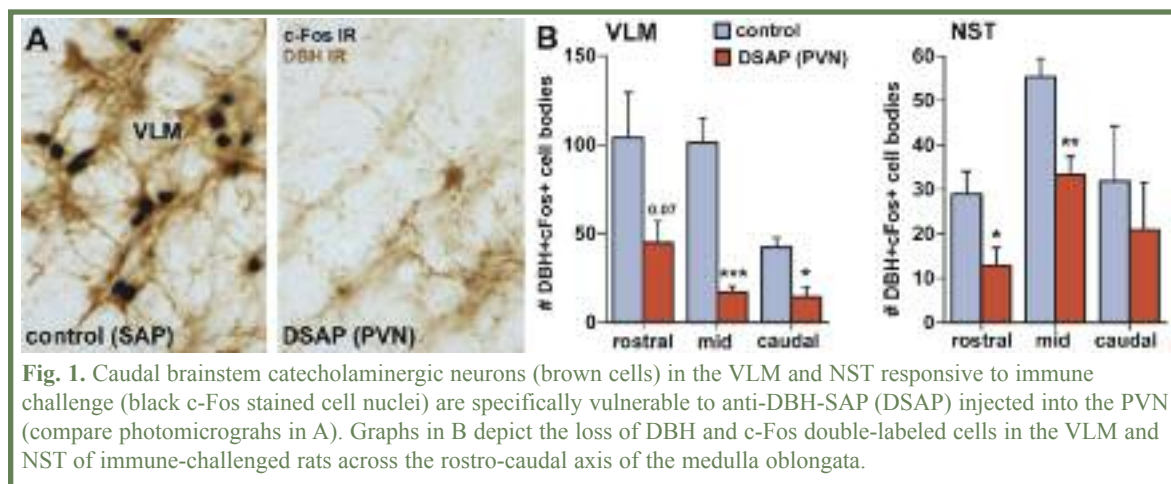 A
c-Fos IR
DBH IR
VLM
control (SAP)
DSAP (PVN)
B
VLM
control
DSAP (PVN)
# DBH+cFos+ cell bodies
150
100
50
0
0.07
***
*
rostral mid caudal
NST
# DBH+cFos+ cell bodies
60
50
40
30
20
10
0
*
**
rostral mid caudal
Fig. 1. Caudal brainstem catecholaminergic neurons (brown cells) in the VLM and NST responsive to immune
challenge (black c-Fos stained cell nuclei) are specifically vulnerable to anti-DBH-SAP (DSAP) injected into the PVN
(compare photomicrograhs in A). Graphs in B depict the loss of DBH and c-Fos double-labeled cells in the VLM and
NST of immune-challenged rats across the rostro-caudal axis of the medulla oblongata.